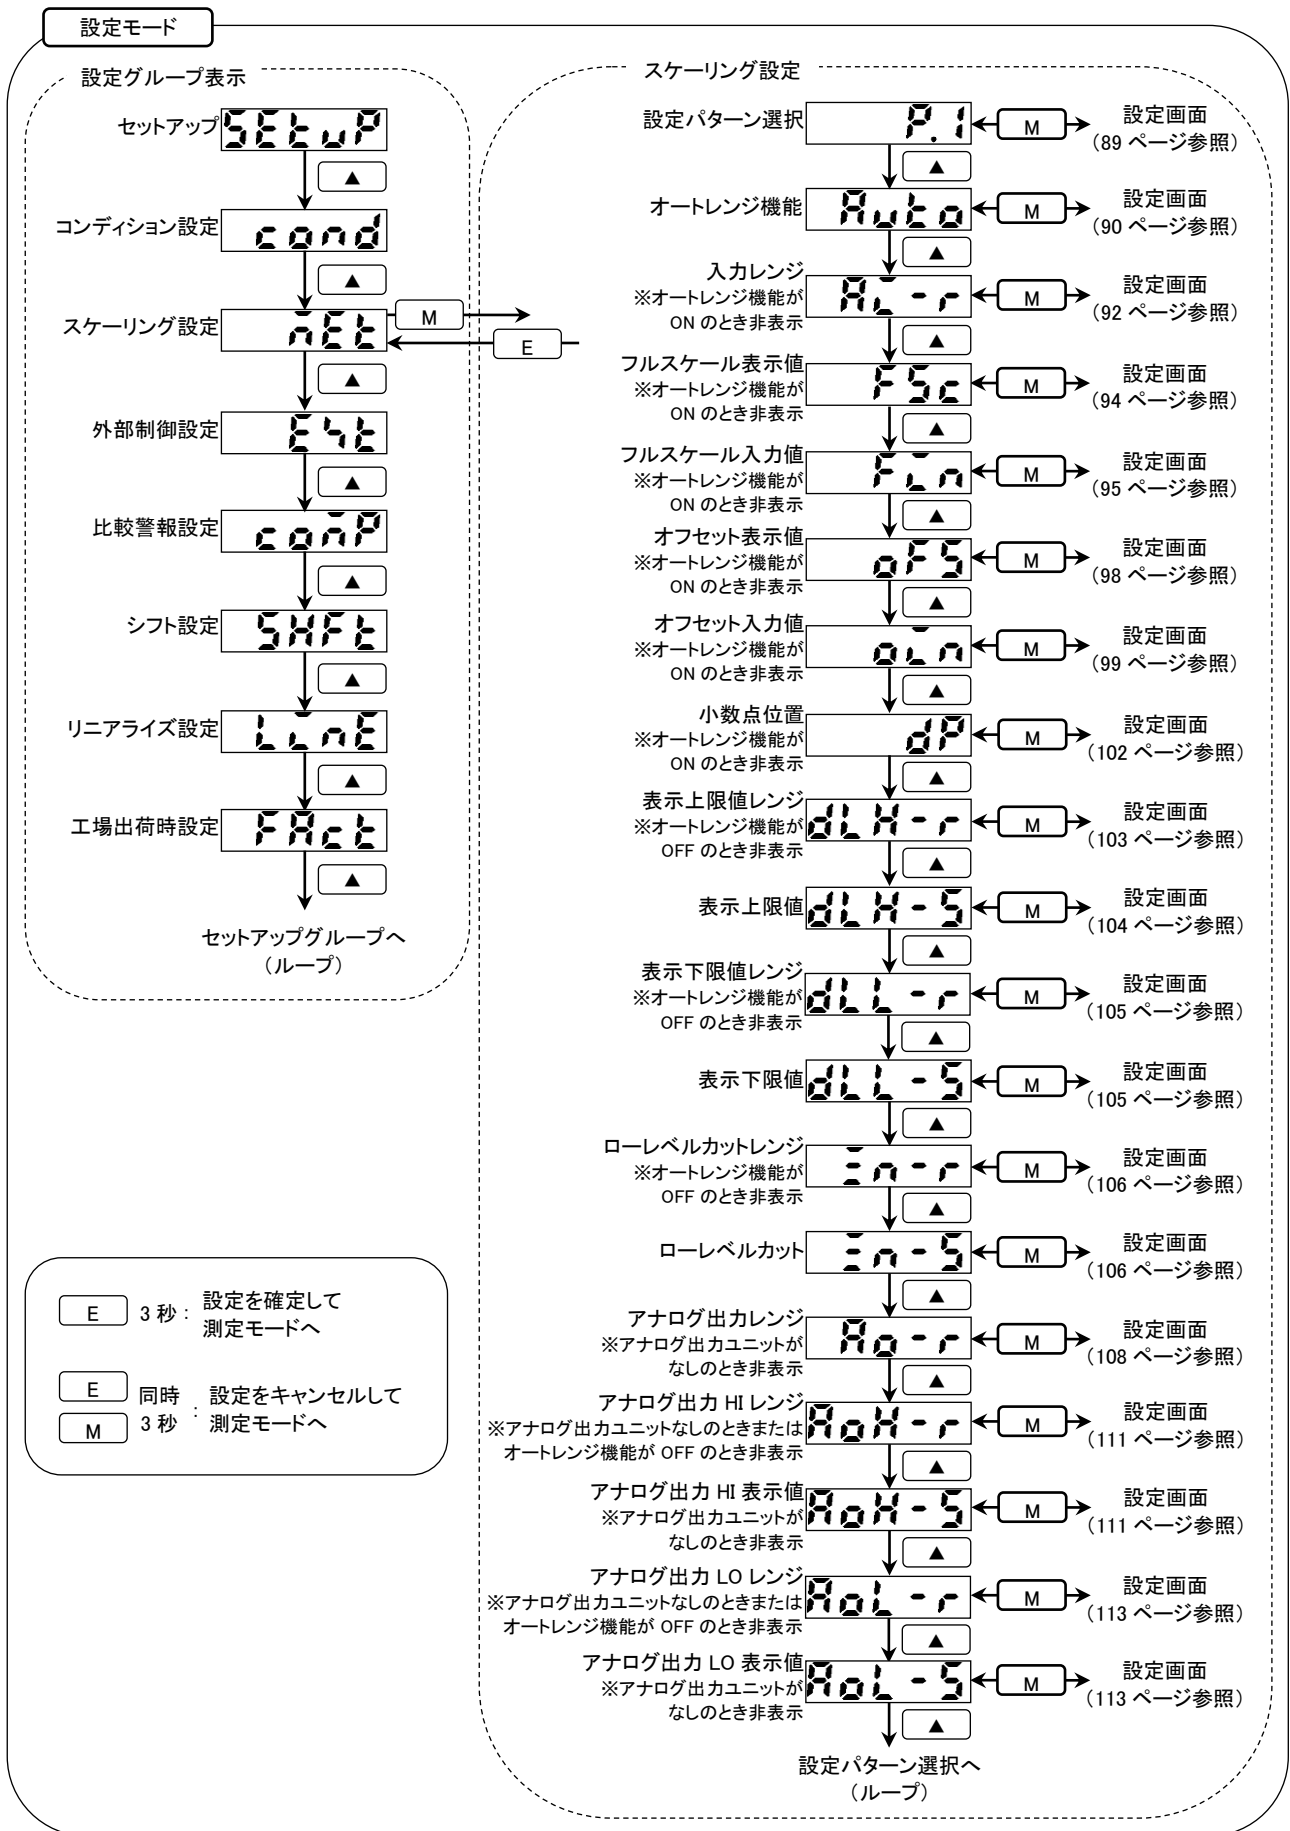 設定モード
設定グループ表示
セットアップ
SEtuP
▲
コンディション設定
cond
▲
スケーリング設定
M
E
▲
外部制御設定
▲
比較警報設定
▲
シフト設定
SHFt
▲
リニアライズ設定
LinE
▲
工場出荷時設定
FAct
▲
セットアップグループへ
(ループ)
E 3 秒 : 設定を確定して
測定モードへ
E 同時 : 設定をキャンセルして
M 3 秒 測定モードへ
スケーリング設定
設定パターン選択 P.1 M 設定画面
(89 ページ参照)
▲
オートレンジ機能 Auto M 設定画面
(90 ページ参照)
▲
入力レンジ
※オートレンジ機能が Ai-r M 設定画面
ON のとき非表示 (92 ページ参照)
▲
フルスケール表示値
※オートレンジ機能が FSc M 設定画面
ON のとき非表示 (94 ページ参照)
▲
フルスケール入力値
※オートレンジ機能が Fin M 設定画面
ON のとき非表示 (95 ページ参照)
▲
オフセット表示値
※オートレンジ機能が oFS M 設定画面
ON のとき非表示 (98 ページ参照)
▲
オフセット入力値
※オートレンジ機能が oin M 設定画面
ON のとき非表示 (99 ページ参照)
▲
小数点位置
※オートレンジ機能が dP M 設定画面
ON のとき非表示 (102 ページ参照)
▲
表示上限値レンジ
※オートレンジ機能が dLH-r M 設定画面
OFF のとき非表示 (103 ページ参照)
▲
表示上限値 dLH-S M 設定画面
(104 ページ参照)
▲
表示下限値レンジ
※オートレンジ機能が dLL-r M 設定画面
OFF のとき非表示 (105 ページ参照)
▲
表示下限値 dLL-S M 設定画面
(105 ページ参照)
▲
ローレベルカットレンジ
※オートレンジ機能が M 設定画面
OFF のとき非表示 (106 ページ参照)
▲
ローレベルカット M 設定画面
(106 ページ参照)
▲
アナログ出力レンジ
※アナログ出力ユニットが Ao-r M 設定画面
なしのとき非表示 (108 ページ参照)
▲
アナログ出力 HI レンジ
※アナログ出力ユニットなしのときまたは AoH-r M 設定画面
オートレンジ機能が OFF のとき非表示 (111 ページ参照)
▲
アナログ出力 HI 表示値
※アナログ出力ユニットが AoH-S M 設定画面
なしのとき非表示 (111 ページ参照)
▲
アナログ出力 LO レンジ
※アナログ出力ユニットなしのときまたは AoL-r M 設定画面
オートレンジ機能が OFF のとき非表示 (113 ページ参照)
▲
アナログ出力 LO 表示値
※アナログ出力ユニットが AoL-S M 設定画面
なしのとき非表示 (113 ページ参照)
▲
設定パターン選択へ
(ループ)